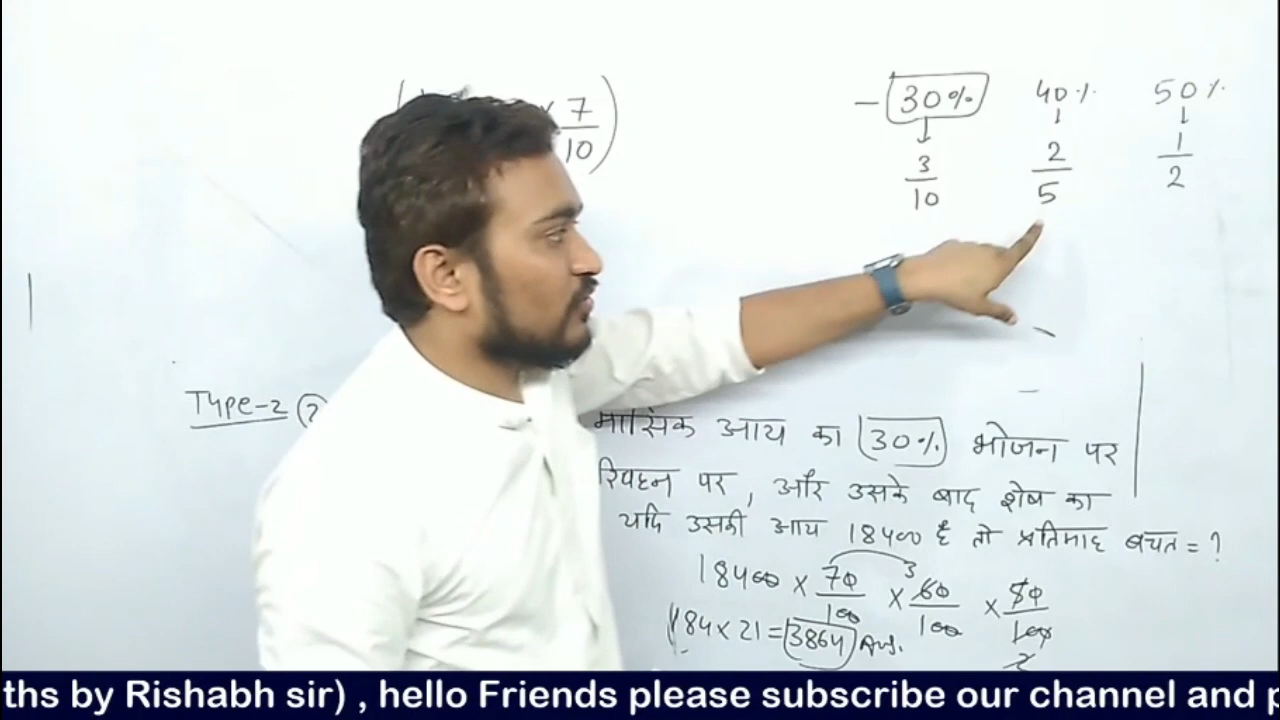 × 7/10 )
- 30% 40% 50%
↓ ↓ ↓
3/10 2/5 1/2
Type-2 (2)
मासिक आय का 30% भोजन पर
रिवहन पर, और उसके बाद शेष का
यदि उसकी आय 18400 है तो प्रतिमाह बचत = ?
18400 × 70/100 × 60/100 × 50/100
184 × 21 = 3864 Ans.
ths by Rishabh sir) , hello Friends please subscribe our channel and p